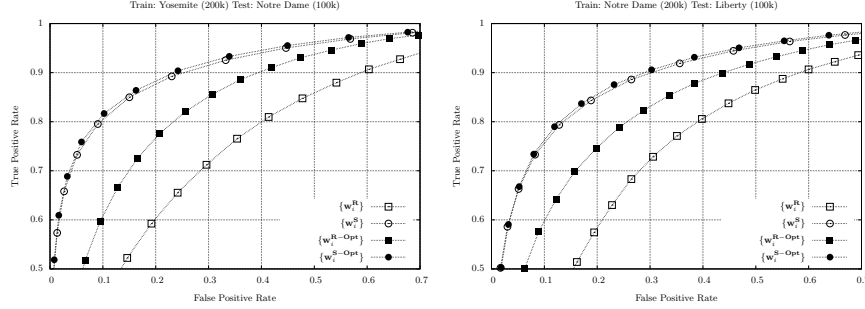 Train: Yosemite (200k) Test: Notre Dame (100k)
True Positive Rate
1
0.9
0.8
0.7
0.6
0.5
0 0.1 0.2 0.3 0.4 0.5 0.6 0.7
False Positive Rate
{w_i^R}
{w_i^S}
{w_i^{R-Opt}}
{w_i^{S-Opt}}
Train: Notre Dame (200k) Test: Liberty (100k)
True Positive Rate
1
0.9
0.8
0.7
0.6
0.5
0 0.1 0.2 0.3 0.4 0.5 0.6 0.7
False Positive Rate
{w_i^R}
{w_i^S}
{w_i^{R-Opt}}
{w_i^{S-Opt}}